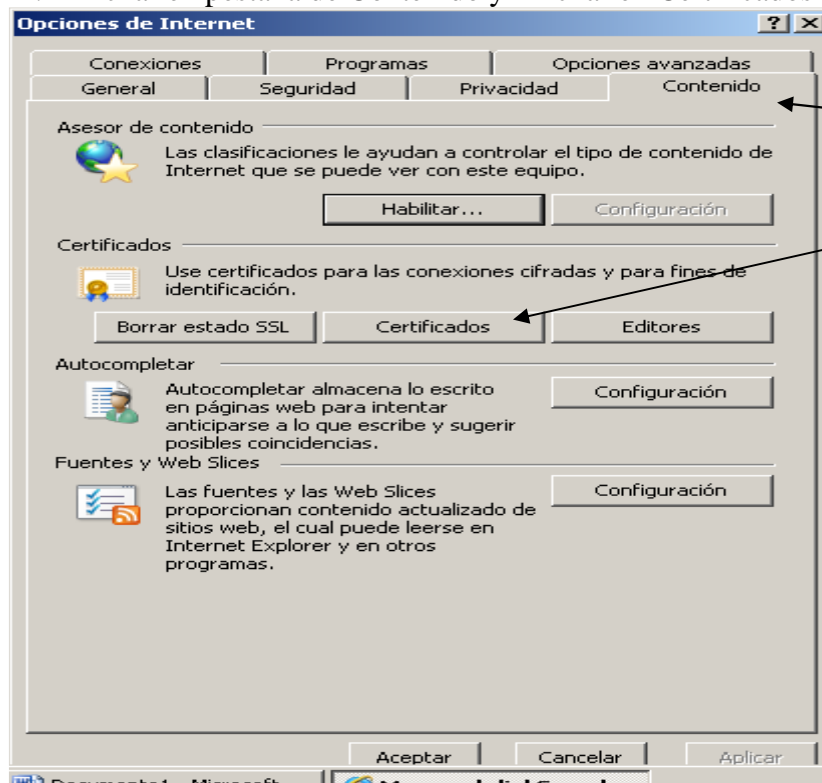 Opciones de Internet
Conexiones Programas Opciones avanzadas
General Seguridad Privacidad Contenido
Asesor de contenido
Las clasificaciones le ayudan a controlar el tipo de contenido de
Internet que se puede ver con este equipo.
Habilitar... Configuración
Certificados
Use certificados para las conexiones cifradas y para fines de
identificación.
Borrar estado SSL Certificados Editores
Autocompletar
Autocompletar almacena lo escrito
en páginas web para intentar
anticiparse a lo que escribe y sugerir
posibles coincidencias.
Configuración
Fuentes y Web Slices
Las fuentes y las Web Slices
proporcionan contenido actualizado de
sitios web, el cual puede leerse en
Internet Explorer y en otros
programas.
Configuración
Aceptar Cancelar Aplicar